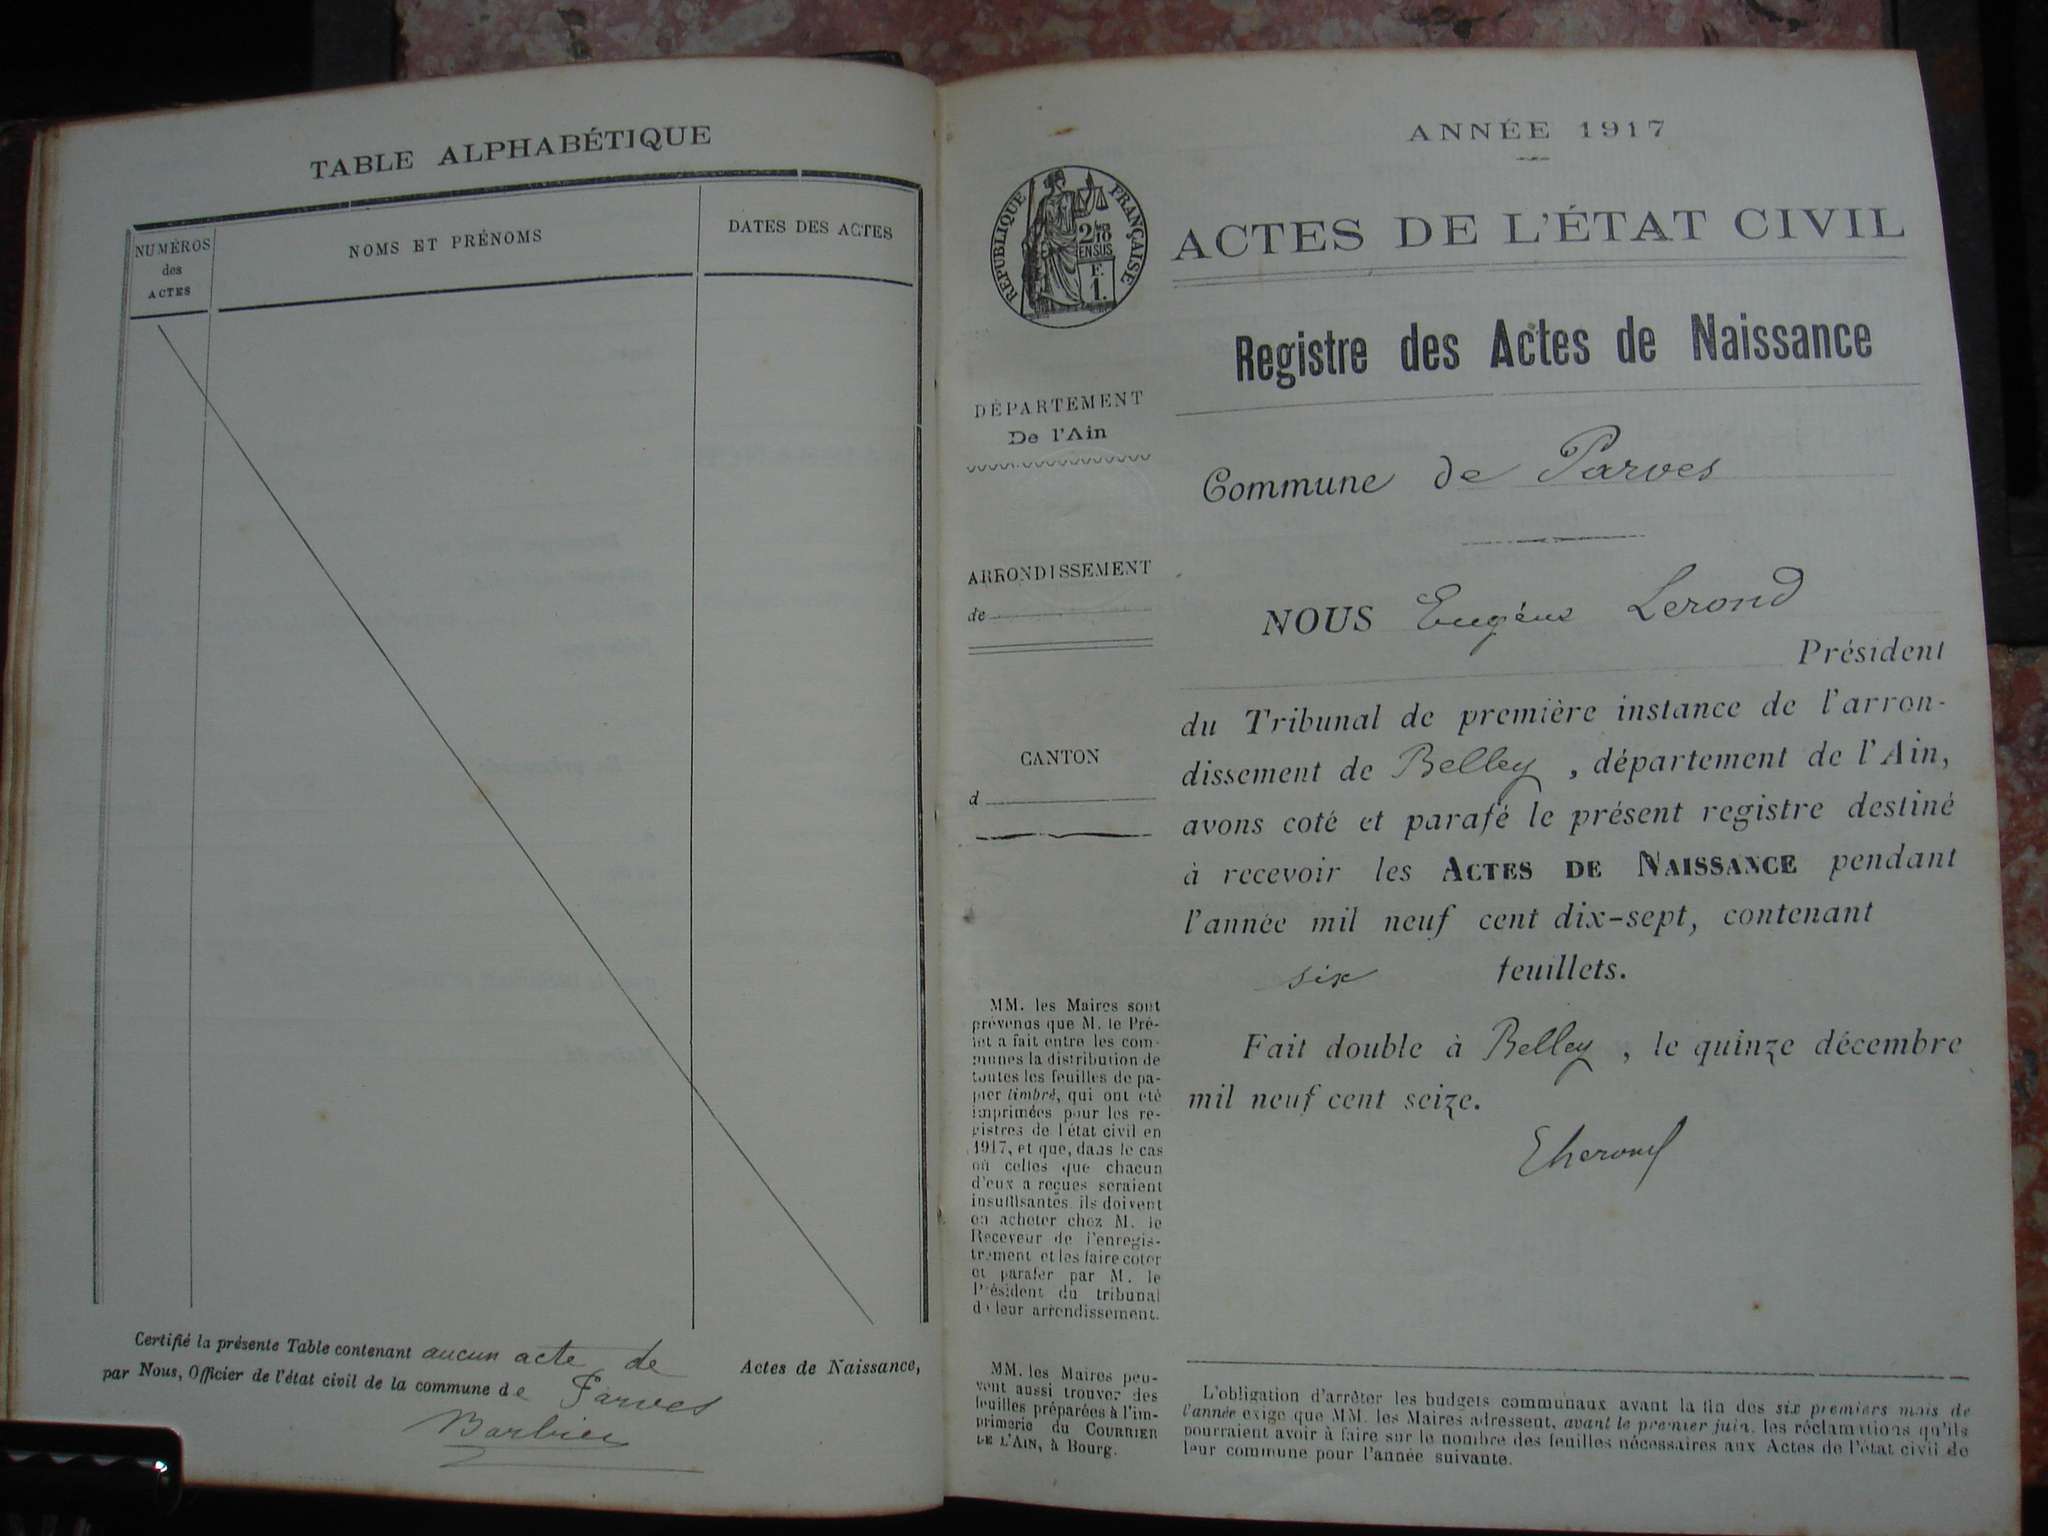 TABLE ALPHABÉTIQUE
NUMÉROS
des
ACTES
NOMS ET PRÉNOMS
DATES DES ACTES
Certifié la présente Table contenant aucun acte de Actes de Naissance,
par Nous, Officier de l'état civil de la commune de Parves
Barbier
ANNÉE 1917
RÉPUBLIQUE FRANÇAISE
2/10
EN SUS
F.
1.
ACTES DE L'ÉTAT CIVIL
Registre des Actes de Naissance
DÉPARTEMENT
De l'Ain
ARRONDISSEMENT
de
CANTON
d
MM. les Maires sont
prévenus que M. le Pré-
fet a fait entre les com-
munes la distribution de
toutes les feuilles de pa-
pier timbré, qui ont été
imprimées pour les re-
gistres de l'état civil en
1917, et que, dans le cas
où celles que chacun
d'eux a reçues seraient
insuffisantes, ils doivent
en acheter chez M. le
Receveur de l'enregis-
trement et les faire coter
et parafer par M. le
Président du tribunal
de leur arrondissement.
MM. les Maires peu-
vent aussi trouver des
feuilles préparées à l'im-
primerie du COURRIER
DE L'AIN, à Bourg.
Commune de Parves
NOUS Eugène Lerond
Président
du Tribunal de première instance de l'arron-
dissement de Belley, département de l'Ain,
avons coté et parafé le présent registre destiné
à recevoir les ACTES DE NAISSANCE pendant
l'année mil neuf cent dix-sept, contenant
six feuillets.
Fait double à Belley, le quinze décembre
mil neuf cent seize.
ELerond
L'obligation d'arrêter les budgets communaux avant la fin des six premiers mois de
l'année exige que MM. les Maires adressent, avant le premier juin, les réclamations qu'ils
pourraient avoir à faire sur le nombre des feuilles nécessaires aux Actes de l'état civil de
leur commune pour l'année suivante.